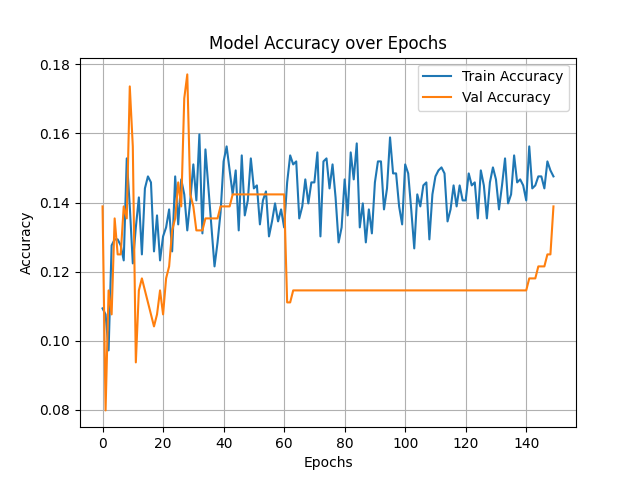 Model Accuracy over Epochs
Train Accuracy
Val Accuracy
0.18
0.16
0.14
0.12
0.10
0.08
Accuracy
0 20 40 60 80 100 120 140
Epochs